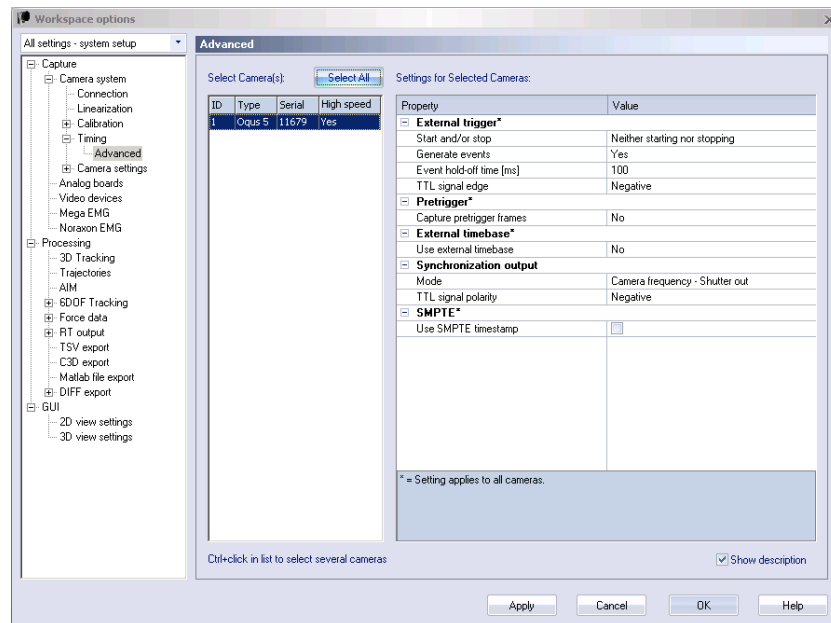 Workspace options
All settings - system setup
Capture
Camera system
Connection
Linearization
Calibration
Timing
Advanced
Camera settings
Analog boards
Video devices
Mega EMG
Noraxon EMG
Processing
3D Tracking
Trajectories
AIM
6DOF Tracking
Force data
RT output
TSV export
C3D export
Matlab file export
DIFF export
GUI
2D view settings
3D view settings
Advanced
Select Camera(s): Select All
ID Type Serial High speed
1 Oqus 5 11679 Yes
Ctrl+click in list to select several cameras
Settings for Selected Cameras:
Property Value
External trigger*
Start and/or stop Neither starting nor stopping
Generate events Yes
Event hold-off time [ms] 100
TTL signal edge Negative
Pretrigger*
Capture pretrigger frames No
External timebase*
Use external timebase No
Synchronization output
Mode Camera frequency - Shutter out
TTL signal polarity Negative
SMPTE*
Use SMPTE timestamp
* = Setting applies to all cameras.
Show description
Apply Cancel OK Help